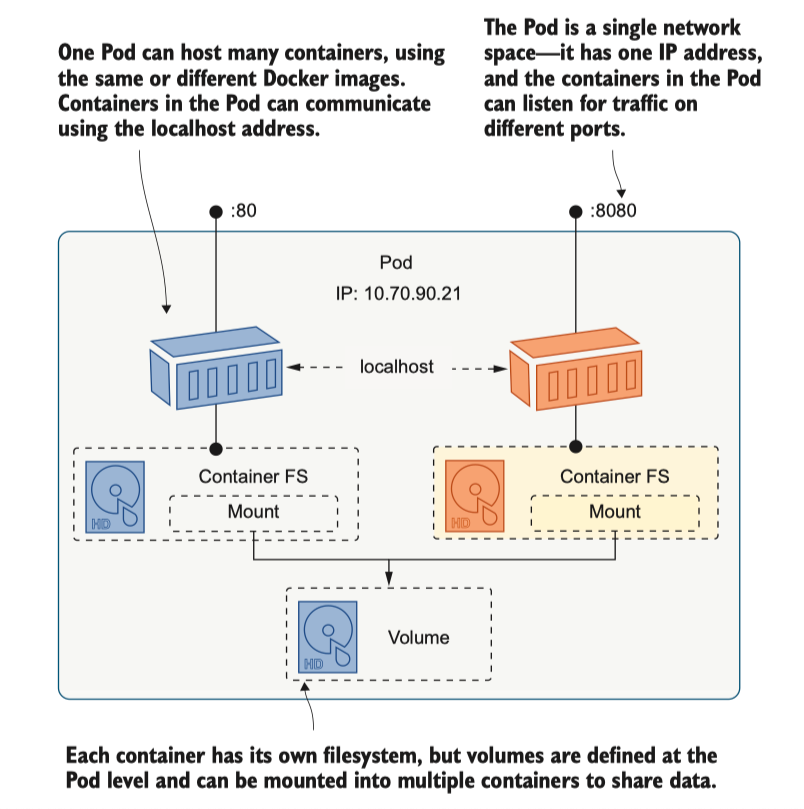 One Pod can host many containers, using
the same or different Docker images.
Containers in the Pod can communicate
using the localhost address.
The Pod is a single network
space—it has one IP address,
and the containers in the Pod
can listen for traffic on
different ports.
:80
:8080
Pod
IP: 10.70.90.21
localhost
Container FS
Mount
HD
Container FS
Mount
HD
Volume
HD
Each container has its own filesystem, but volumes are defined at the
Pod level and can be mounted into multiple containers to share data.